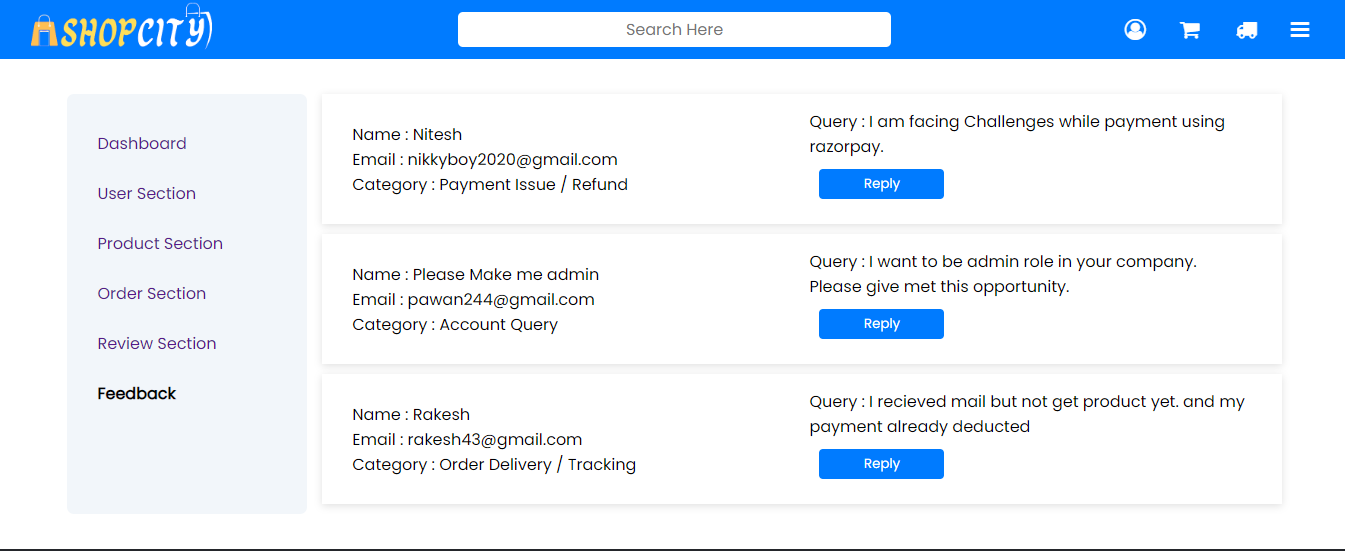 SHOPCITY
Search Here
Dashboard
User Section
Product Section
Order Section
Review Section
Feedback
Name : Nitesh
Email : nikkyboy2020@gmail.com
Category : Payment Issue / Refund
Query : I am facing Challenges while payment using
razorpay.
Reply
Name : Please Make me admin
Email : pawan244@gmail.com
Category : Account Query
Query : I want to be admin role in your company.
Please give met this opportunity.
Reply
Name : Rakesh
Email : rakesh43@gmail.com
Category : Order Delivery / Tracking
Query : I recieved mail but not get product yet. and my
payment already deducted
Reply